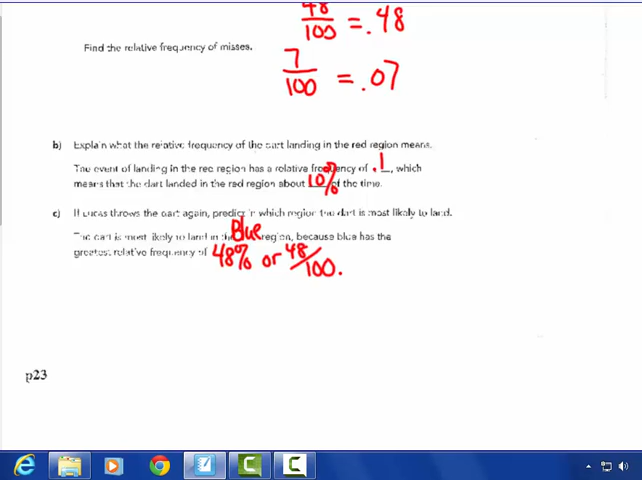 48/100 = .48
Find the relative frequency of misses.
7/100 = .07
b) Explain what the relative frequency of the dart landing in the red region means.
The event of landing in the red region has a relative frequency of .1, which
means that the dart landed in the red region about 10% of the time.
c) If Lucas throws the dart again, predict in which region the dart is most likely to land.
The dart is most likely to land in the Blue region, because blue has the
greatest relative frequency of 48% or 48/100.
p23